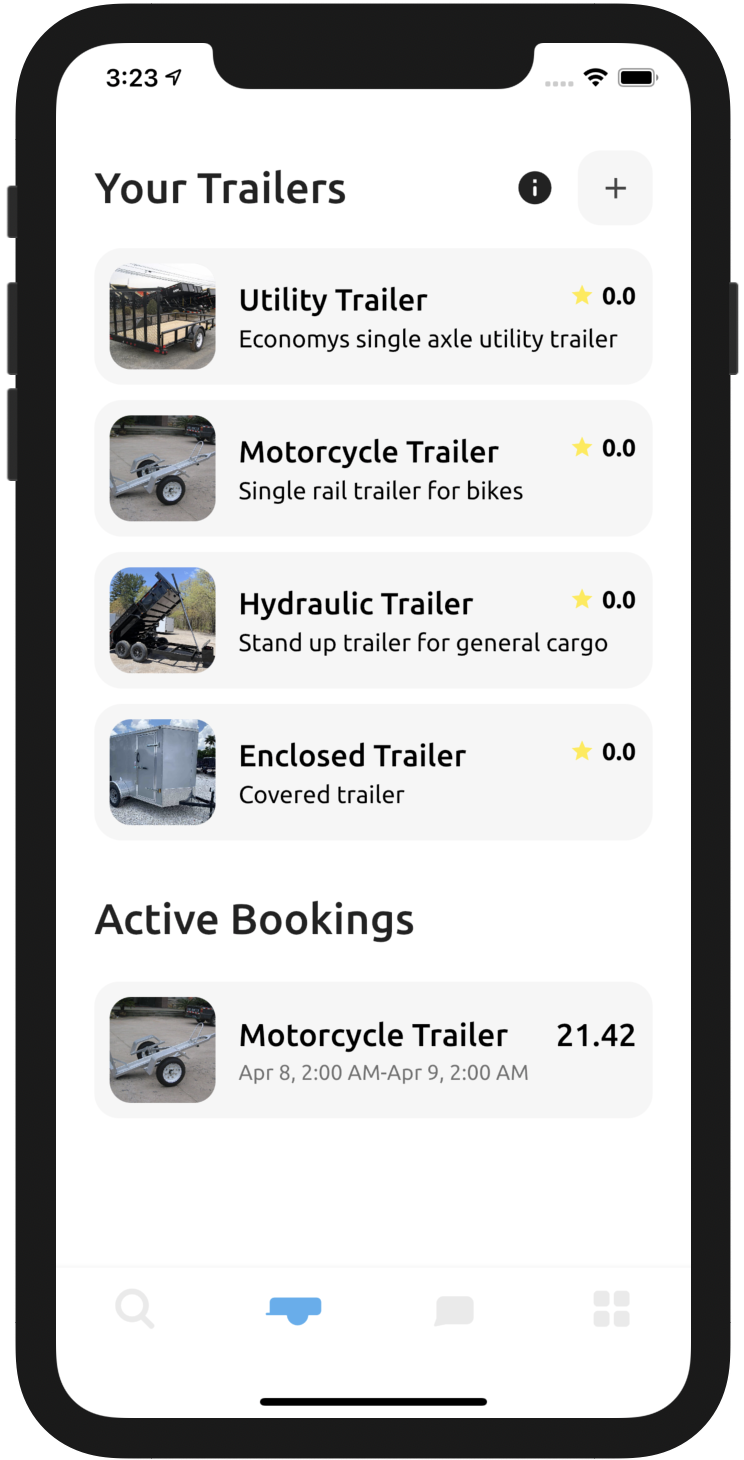 3:23
Your Trailers
Utility Trailer
0.0
Economys single axle utility trailer
Motorcycle Trailer
0.0
Single rail trailer for bikes
Hydraulic Trailer
0.0
Stand up trailer for general cargo
Enclosed Trailer
0.0
Covered trailer
Active Bookings
Motorcycle Trailer
21.42
Apr 8, 2:00 AM-Apr 9, 2:00 AM